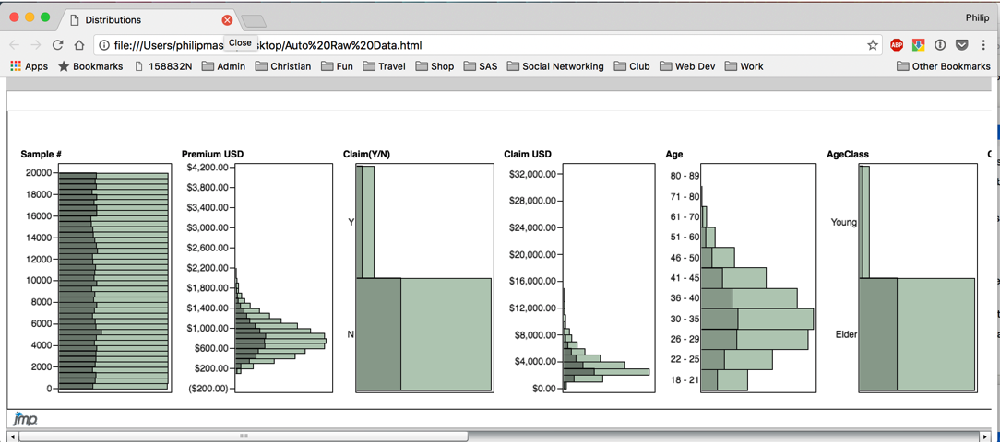 Distributions
Philip
Close
file:///Users/philipmas sktop/Auto%20Raw%20Data.html
ABP
Apps Bookmarks 158832N Admin Christian Fun Travel Shop SAS Social Networking Club Web Dev Work Other Bookmarks
Sample # Premium USD Claim(Y/N) Claim USD Age AgeClass
20000
18000
16000
14000
12000
10000
8000
6000
4000
2000
0
$4,200.00
$3,800.00
$3,400.00
$3,000.00
$2,600.00
$2,200.00
$1,800.00
$1,400.00
$1,000.00
$600.00
$200.00
($200.00)
Y
N
$32,000.00
$28,000.00
$24,000.00
$20,000.00
$16,000.00
$12,000.00
$8,000.00
$4,000.00
$0.00
80 - 89
71 - 80
61 - 70
51 - 60
46 - 50
41 - 45
36 - 40
30 - 35
26 - 29
22 - 25
18 - 21
Young
Elder
jmp